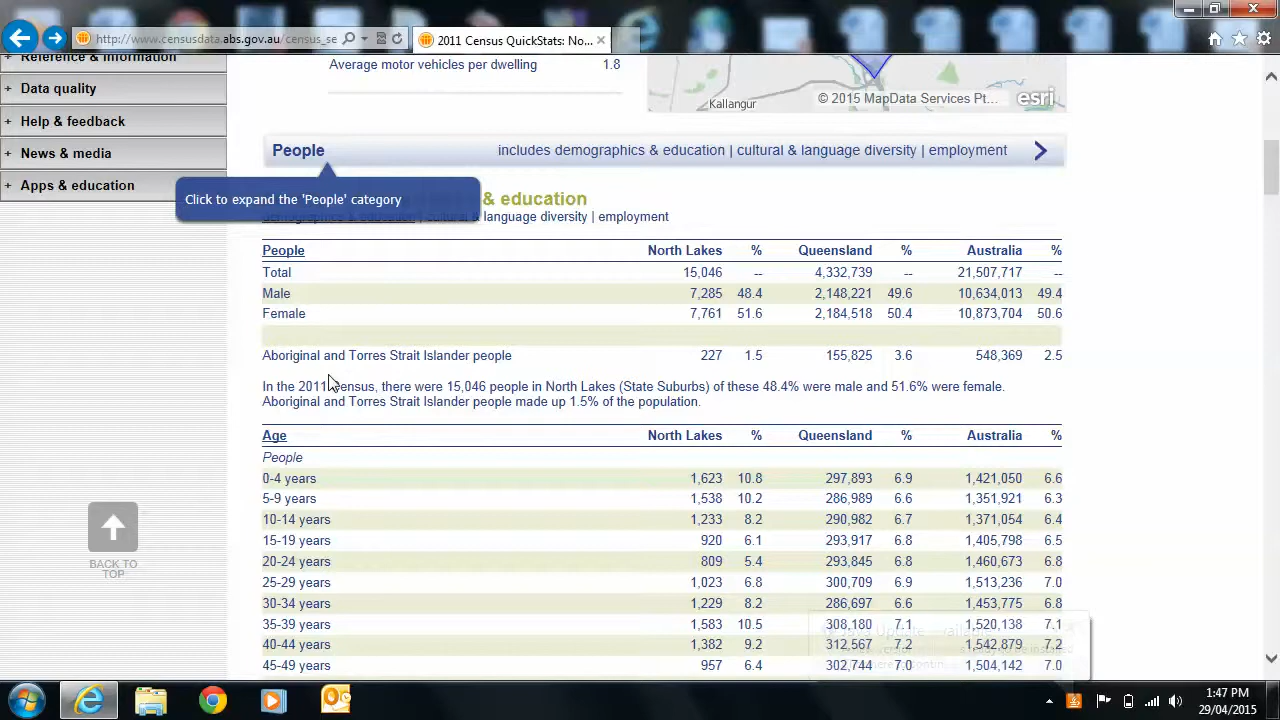 http://www.censusdata.abs.gov.au/census_se
2011 Census QuickStats: No...
+ Reference & information
+ Data quality
+ Help & feedback
+ News & media
+ Apps & education
BACK TO
TOP
Average motor vehicles per dwelling 1.8
Kallangur © 2015 MapData Services Pt... esri
People includes demographics & education | cultural & language diversity | employment
Click to expand the 'People' category
& education
demographics & education | cultural & language diversity | employment
People North Lakes % Queensland % Australia %
Total 15,046 -- 4,332,739 -- 21,507,717 --
Male 7,285 48.4 2,148,221 49.6 10,634,013 49.4
Female 7,761 51.6 2,184,518 50.4 10,873,704 50.6
Aboriginal and Torres Strait Islander people 227 1.5 155,825 3.6 548,369 2.5
In the 2011 Census, there were 15,046 people in North Lakes (State Suburbs) of these 48.4% were male and 51.6% were female.
Aboriginal and Torres Strait Islander people made up 1.5% of the population.
Age North Lakes % Queensland % Australia %
People
0-4 years 1,623 10.8 297,893 6.9 1,421,050 6.6
5-9 years 1,538 10.2 286,989 6.6 1,351,921 6.3
10-14 years 1,233 8.2 290,982 6.7 1,371,054 6.4
15-19 years 920 6.1 293,917 6.8 1,405,798 6.5
20-24 years 809 5.4 293,845 6.8 1,460,673 6.8
25-29 years 1,023 6.8 300,709 6.9 1,513,236 7.0
30-34 years 1,229 8.2 286,697 6.6 1,453,775 6.8
35-39 years 1,583 10.5 308,180 7.1 1,520,138 7.1
40-44 years 1,382 9.2 312,567 7.2 1,542,879 7.2
45-49 years 957 6.4 302,744 7.0 1,504,142 7.0
1:47 PM
29/04/2015